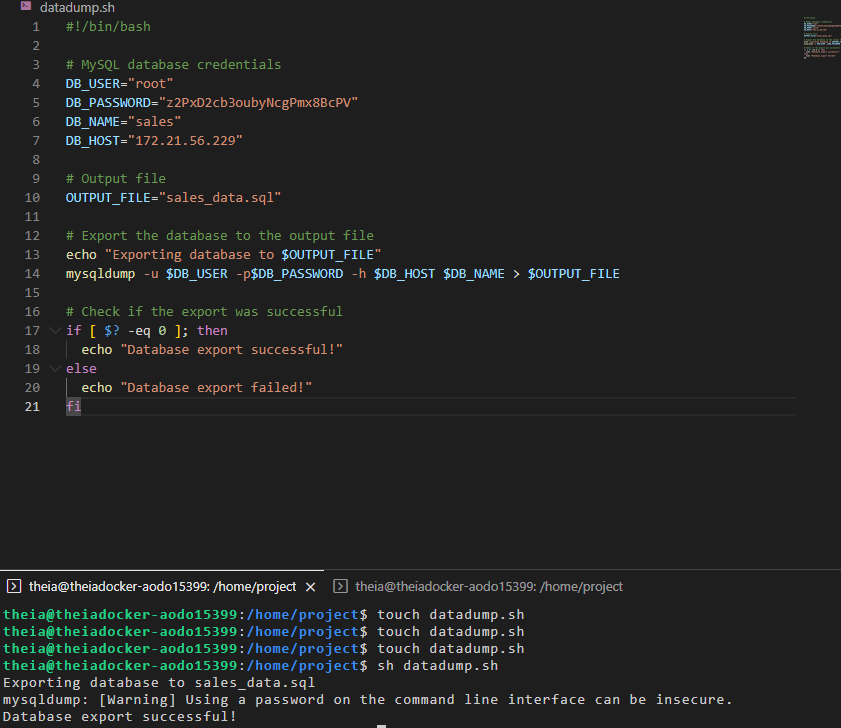 datadump.sh
1 #!/bin/bash
2
3 # MySQL database credentials
4 DB_USER="root"
5 DB_PASSWORD="z2PxD2cb3oubyNcgPmx8BcPV"
6 DB_NAME="sales"
7 DB_HOST="172.21.56.229"
8
9 # Output file
10 OUTPUT_FILE="sales_data.sql"
11
12 # Export the database to the output file
13 echo "Exporting database to $OUTPUT_FILE"
14 mysqldump -u $DB_USER -p$DB_PASSWORD -h $DB_HOST $DB_NAME > $OUTPUT_FILE
15
16 # Check if the export was successful
17 if [ $? -eq 0 ]; then
18 echo "Database export successful!"
19 else
20 echo "Database export failed!"
21 fi
theia@theiadocker-aodo15399: /home/project × theia@theiadocker-aodo15399: /home/project
theia@theiadocker-aodo15399:/home/project$ touch datadump.sh
theia@theiadocker-aodo15399:/home/project$ touch datadump.sh
theia@theiadocker-aodo15399:/home/project$ touch datadump.sh
theia@theiadocker-aodo15399:/home/project$ sh datadump.sh
Exporting database to sales_data.sql
mysqldump: [Warning] Using a password on the command line interface can be insecure.
Database export successful!